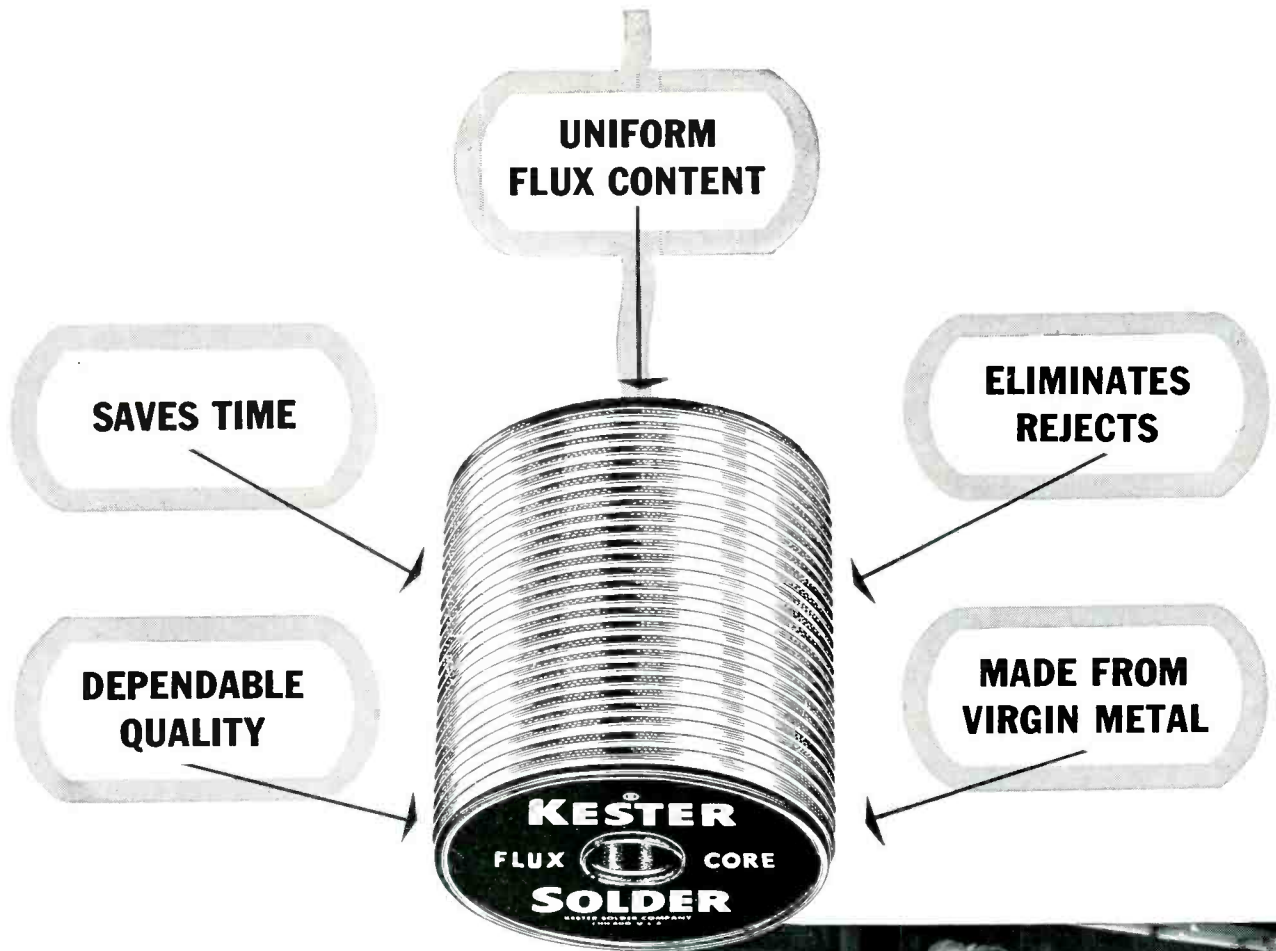 UNIFORM
FLUX CONTENT
SAVES TIME
ELIMINATES
REJECTS
DEPENDABLE
QUALITY
MADE FROM
VIRGIN METAL
KESTER
FLUX CORE
SOLDER
KESTER SOLDER COMPANY
CHICAGO U.S.A